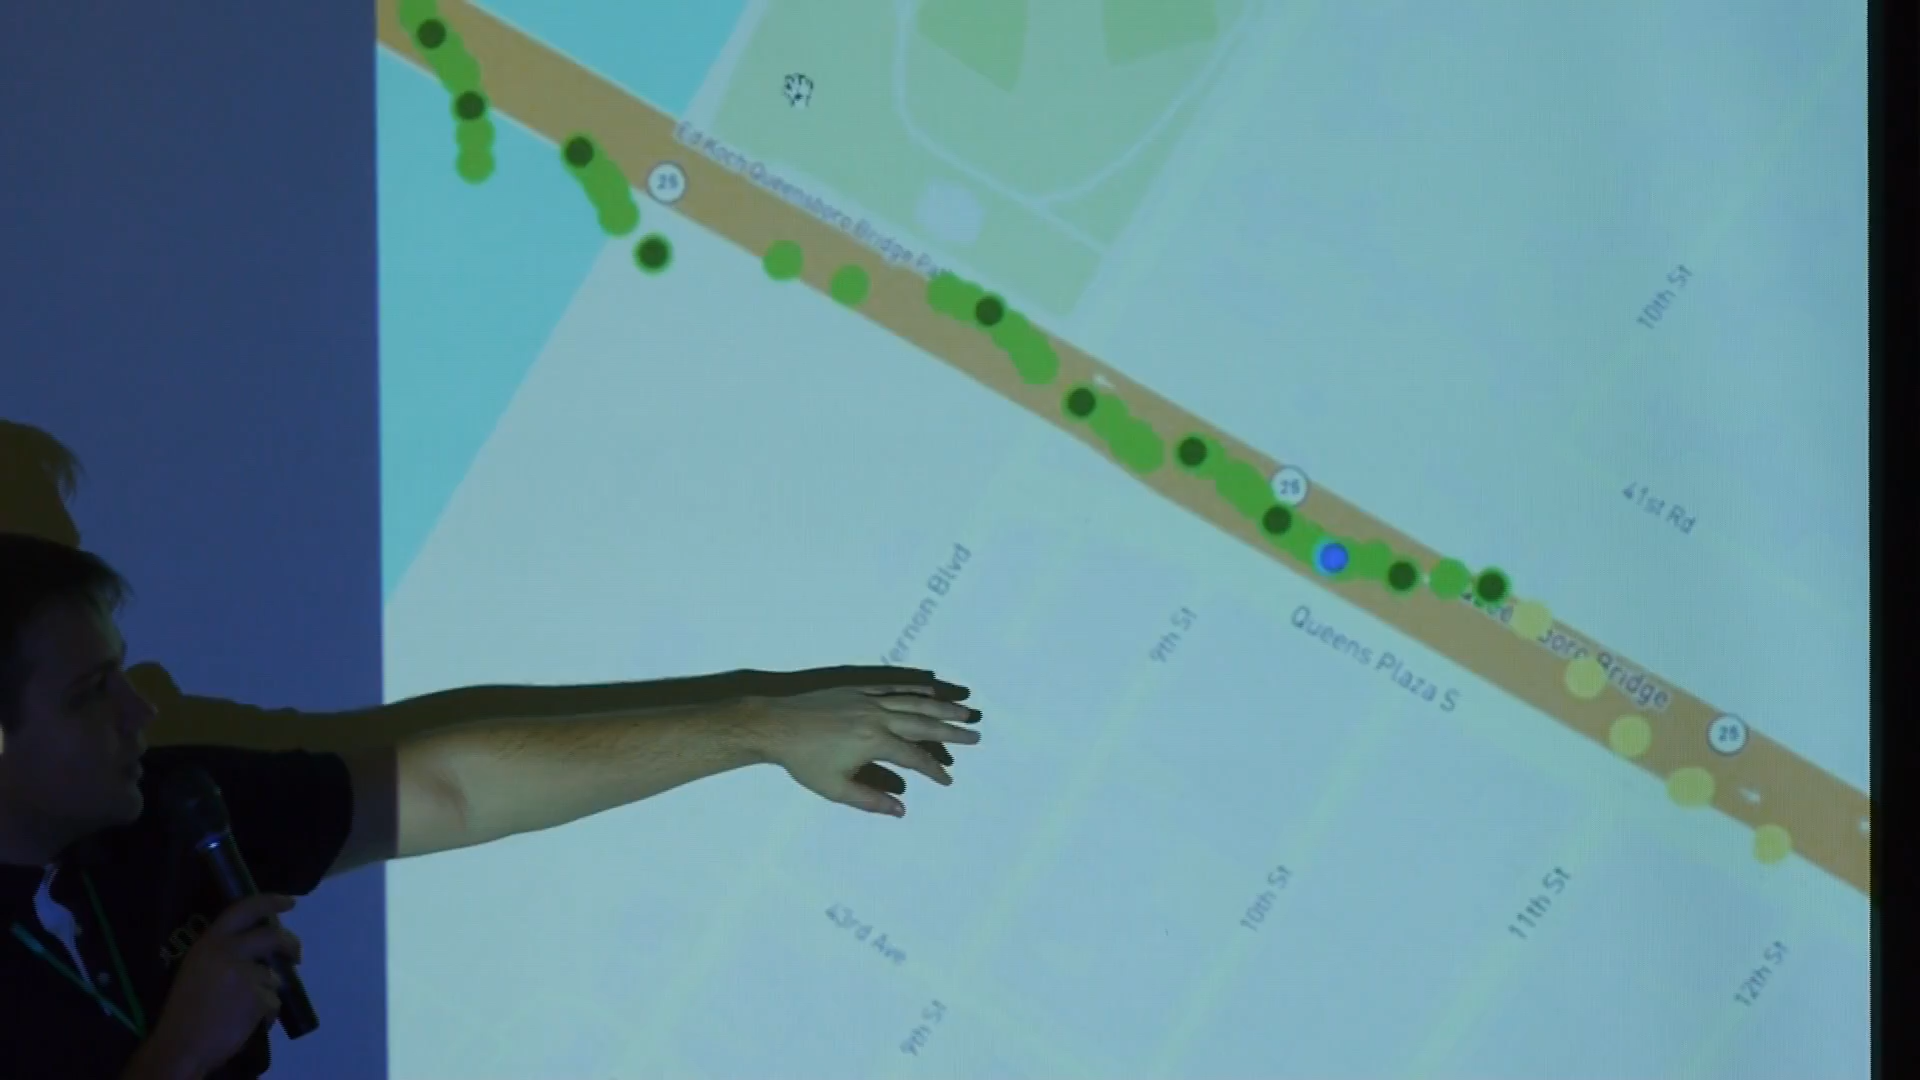 25
Ed Koch Queensboro Bridge Pa
10th St
25
41st Rd
Vernon Blvd
9th St
Queens Plaza S
boro Bridge
25
43rd Ave
10th St
11th St
12th St
9th St